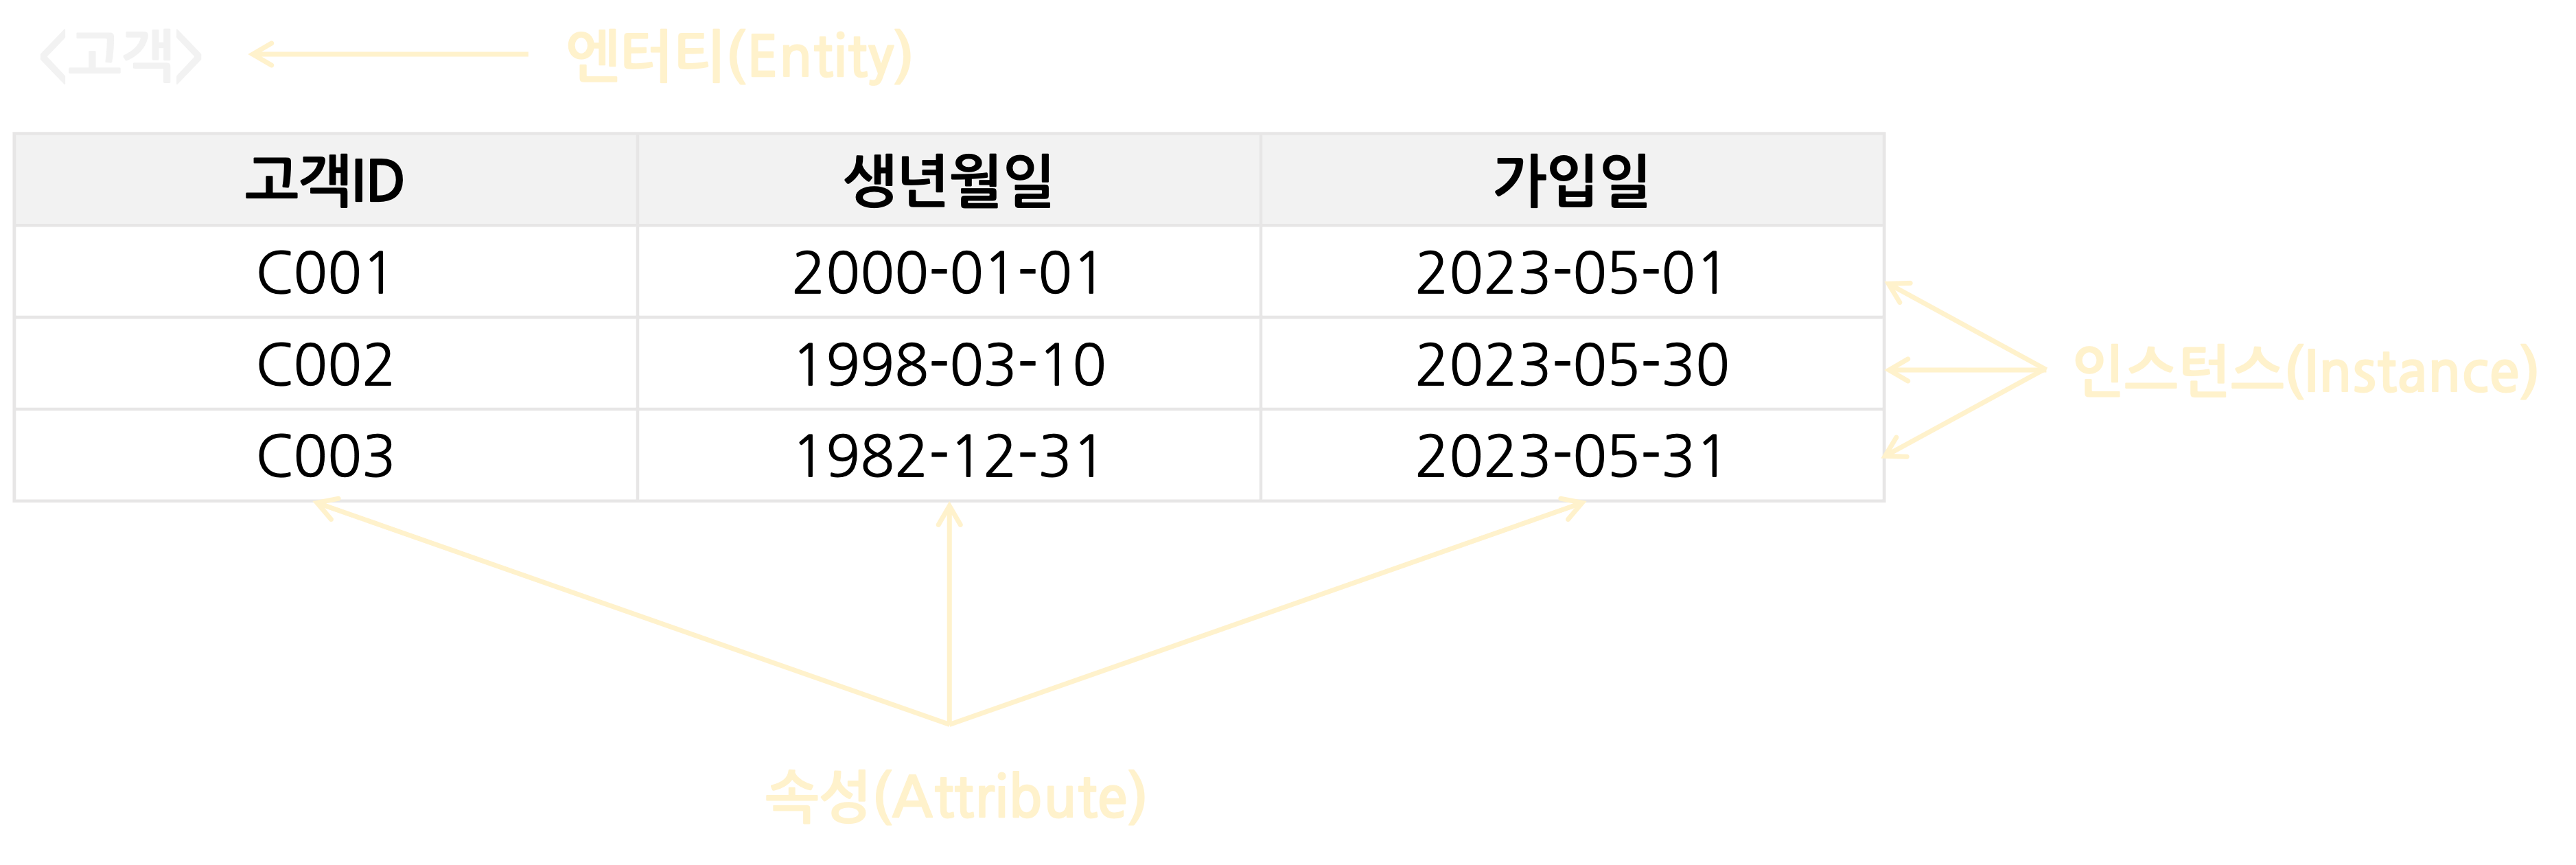 <고객> 엔터티(Entity)
고객ID 생년월일 가입일
C001 2000-01-01 2023-05-01
C002 1998-03-10 2023-05-30
인스턴스(Instance)
C003 1982-12-31 2023-05-31
속성(Attribute)